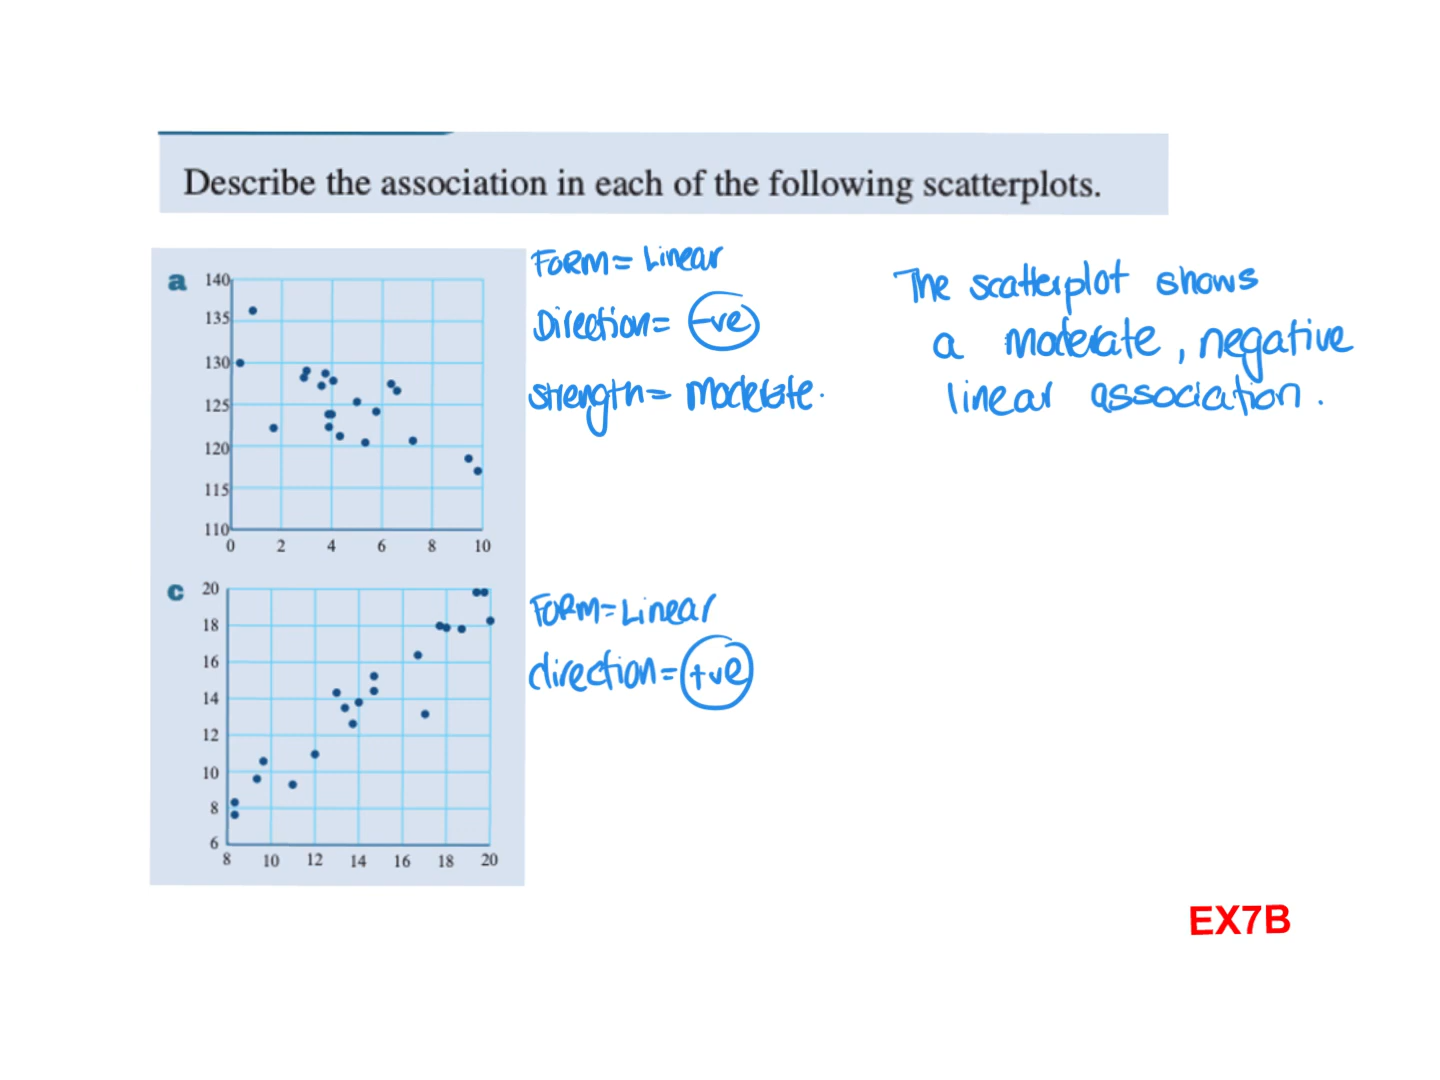 Describe the association in each of the following scatterplots.
a
140
135
130
125
120
115
110
0 2 4 6 8 10
FORM = Linear
Direction = -ve
strength = Moderate.
The scatterplot shows
a moderate, negative
linear association.
c
20
18
16
14
12
10
8
6
8 10 12 14 16 18 20
FORM = Linear
direction = +ve
EX7B